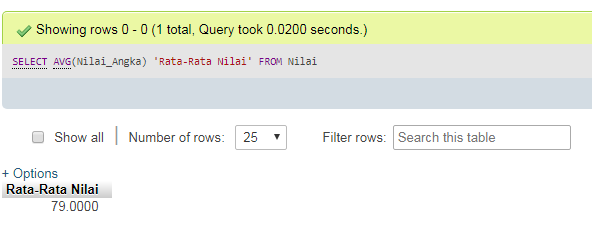 Showing rows 0 - 0 (1 total, Query took 0.0200 seconds.)
SELECT AVG(Nilai_Angka) 'Rata-Rata Nilai' FROM Nilai
Show all Number of rows: 25 Filter rows: Search this table
+ Options
Rata-Rata Nilai
79.0000